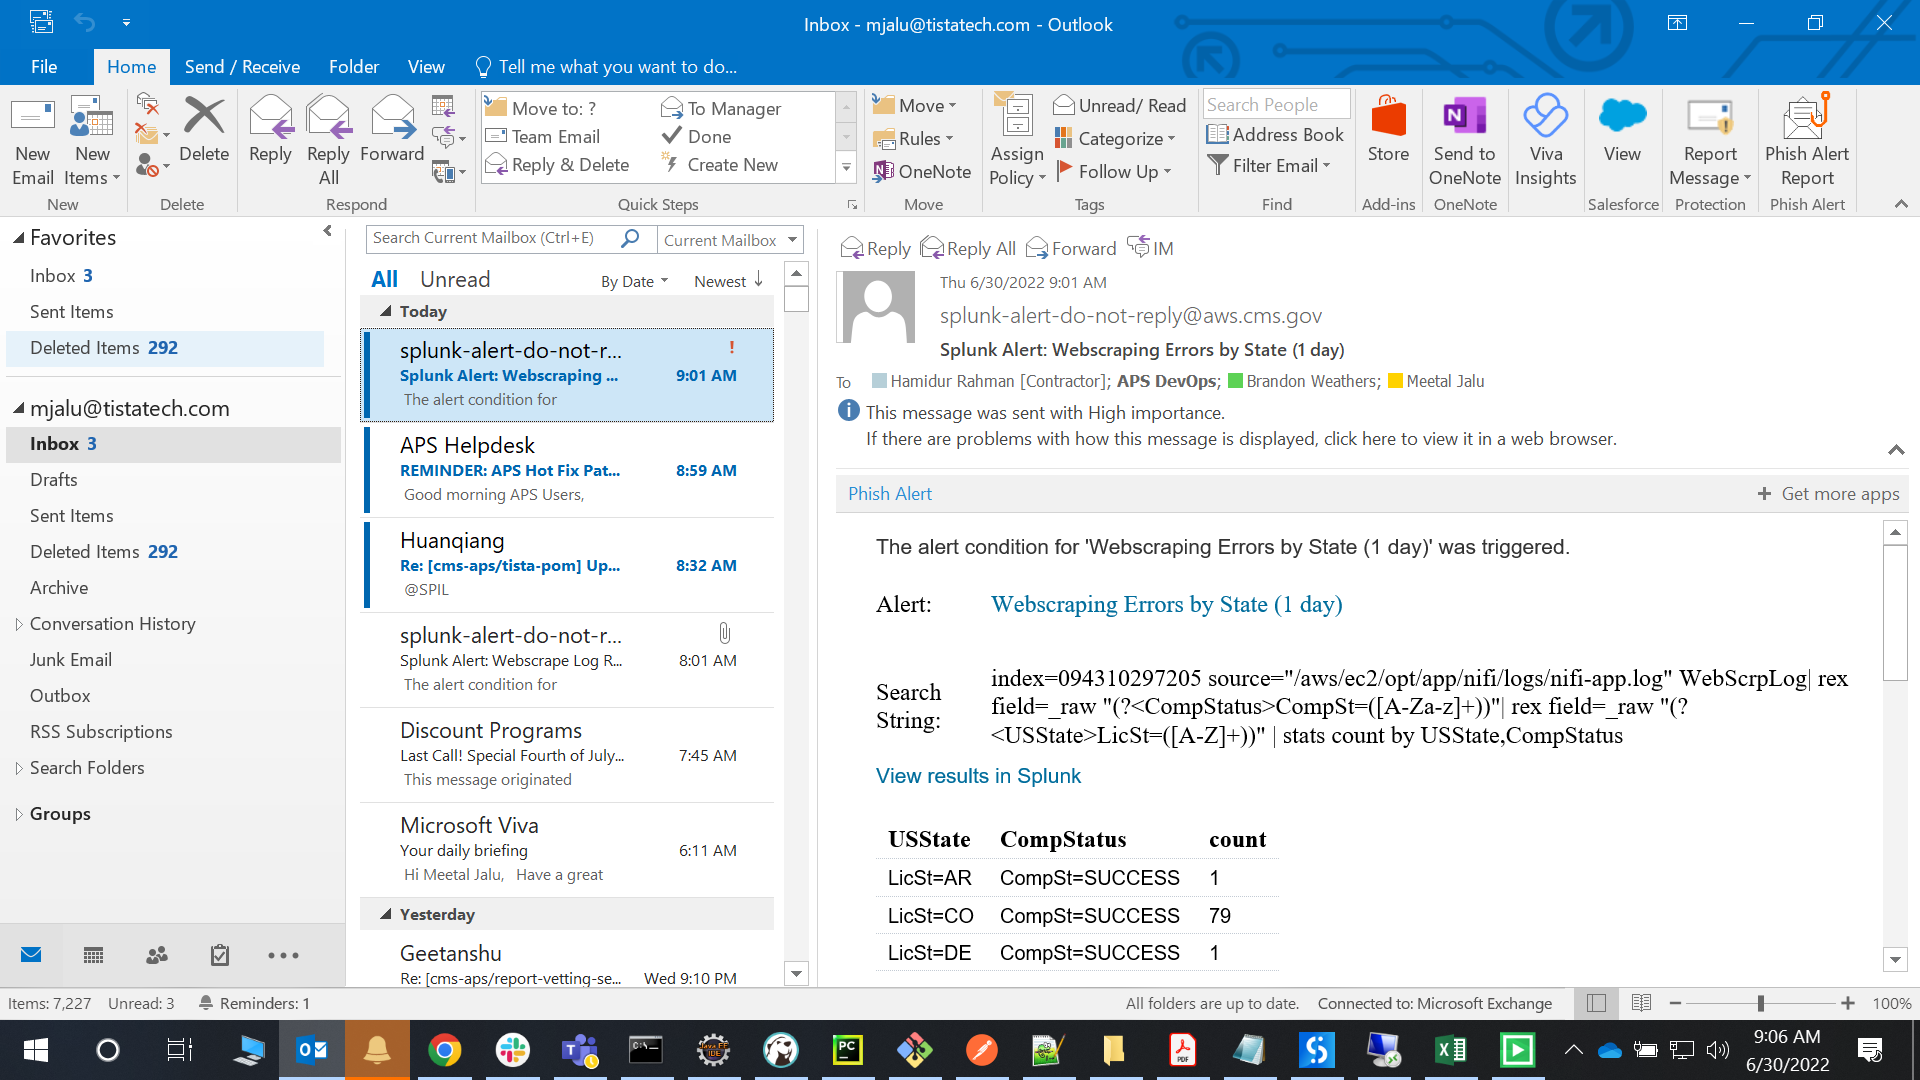 Inbox - mjalu@tistatech.com - Outlook
File Home Send / Receive Folder View Tell me what you want to do...
New Email
New Items
New
Delete
Delete
Reply
Reply All
Forward
Respond
Move to: ?
Team Email
Reply & Delete
To Manager
Done
Create New
Quick Steps
Move
Rules
OneNote
Move
Assign Policy
Unread/ Read
Categorize
Follow Up
Tags
Search People
Address Book
Filter Email
Find
Store
Add-ins
Send to OneNote
OneNote
Viva Insights
View
Salesforce
Report Message
Protection
Phish Alert Report
Phish Alert
Favorites
Inbox 3
Sent Items
Deleted Items 292
mjalu@tistatech.com
Inbox 3
Drafts
Sent Items
Deleted Items 292
Archive
Conversation History
Junk Email
Outbox
RSS Subscriptions
Search Folders
Groups
Search Current Mailbox (Ctrl+E) Current Mailbox
All Unread By Date Newest
Today
splunk-alert-do-not-r... !
Splunk Alert: Webscraping ... 9:01 AM
The alert condition for
APS Helpdesk
REMINDER: APS Hot Fix Pat... 8:59 AM
Good morning APS Users,
Huanqiang
Re: [cms-aps/tista-pom] Up... 8:32 AM
@SPIL
splunk-alert-do-not-r...
Splunk Alert: Webscrape Log R... 8:01 AM
The alert condition for
Discount Programs
Last Call! Special Fourth of July... 7:45 AM
This message originated
Microsoft Viva
Your daily briefing 6:11 AM
Hi Meetal Jalu, Have a great
Yesterday
Geetanshu
Re: [cms-aps/report-vetting-se... Wed 9:10 PM
Reply Reply All Forward IM
Thu 6/30/2022 9:01 AM
splunk-alert-do-not-reply@aws.cms.gov
Splunk Alert: Webscraping Errors by State (1 day)
To Hamidur Rahman [Contractor]; APS DevOps; Brandon Weathers; Meetal Jalu
This message was sent with High importance.
If there are problems with how this message is displayed, click here to view it in a web browser.
Phish Alert + Get more apps
The alert condition for 'Webscraping Errors by State (1 day)' was triggered.
Alert: Webscraping Errors by State (1 day)
Search String:
index=094310297205 source="/aws/ec2/opt/app/nifi/logs/nifi-app.log" WebScrpLog| rex
field=_raw "(?<CompStatus>CompSt=([A-Za-z]+))"| rex field=_raw "(?
<USState>LicSt=([A-Z]+))" | stats count by USState,CompStatus
View results in Splunk
USState CompStatus count
LicSt=AR CompSt=SUCCESS 1
LicSt=CO CompSt=SUCCESS 79
LicSt=DE CompSt=SUCCESS 1
Items: 7,227 Unread: 3 Reminders: 1 All folders are up to date. Connected to: Microsoft Exchange 100%
9:06 AM
6/30/2022